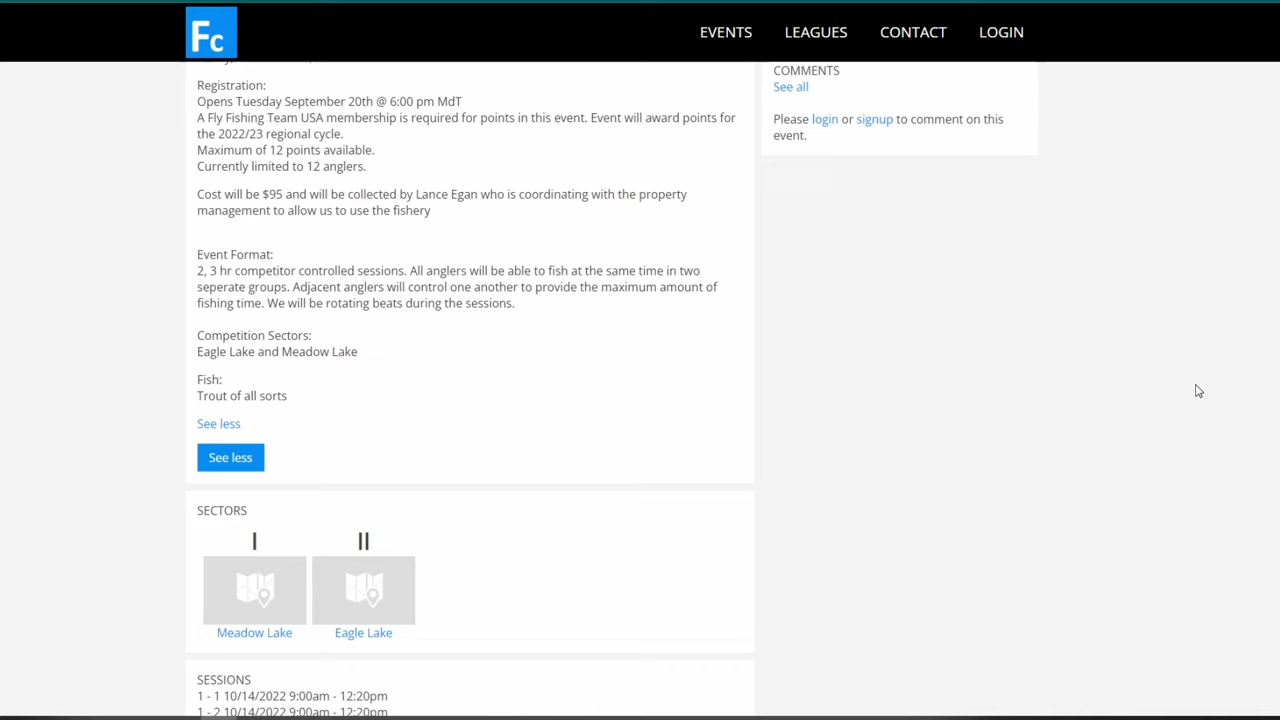 Fc
EVENTS
LEAGUES
CONTACT
LOGIN
Registration:
Opens Tuesday September 20th @ 6:00 pm MdT
A Fly Fishing Team USA membership is required for points in this event. Event will award points for
the 2022/23 regional cycle.
Maximum of 12 points available.
Currently limited to 12 anglers.
Cost will be $95 and will be collected by Lance Egan who is coordinating with the property
management to allow us to use the fishery
Event Format:
2, 3 hr competitor controlled sessions. All anglers will be able to fish at the same time in two
seperate groups. Adjacent anglers will control one another to provide the maximum amount of
fishing time. We will be rotating beats during the sessions.
Competition Sectors:
Eagle Lake and Meadow Lake
Fish:
Trout of all sorts
See less
See less
SECTORS
I
II
Meadow Lake
Eagle Lake
SESSIONS
1 - 1 10/14/2022 9:00am - 12:20pm
1 - 2 10/14/2022 9:00am - 12:20pm
COMMENTS
See all
Please login or signup to comment on this
event.